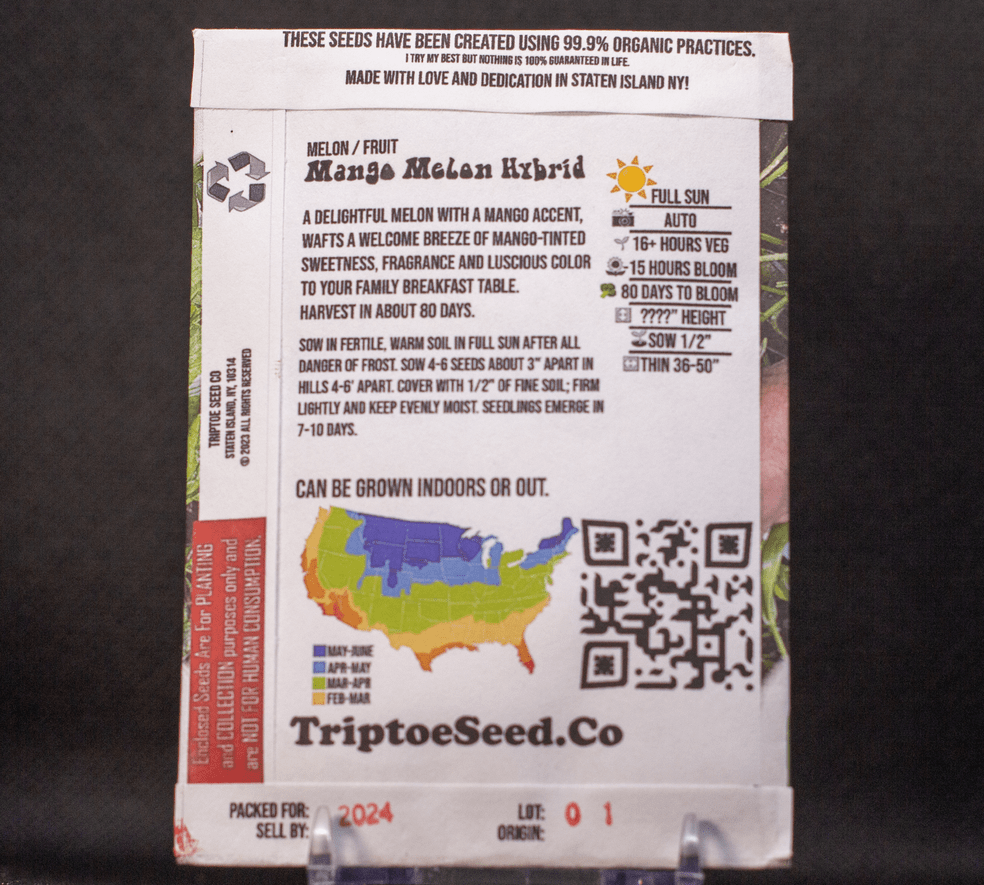 THESE SEEDS HAVE BEEN CREATED USING 99.9% ORGANIC PRACTICES.
I TRY MY BEST BUT NOTHING IS 100% GUARANTEED IN LIFE.
MADE WITH LOVE AND DEDICATION IN STATEN ISLAND NY!
MELON / FRUIT
Mango Melon Hybrid
A DELIGHTFUL MELON WITH A MANGO ACCENT,
WAFTS A WELCOME BREEZE OF MANGO-TINTED
SWEETNESS, FRAGRANCE AND LUSCIOUS COLOR
TO YOUR FAMILY BREAKFAST TABLE.
HARVEST IN ABOUT 80 DAYS.
SOW IN FERTILE, WARM SOIL IN FULL SUN AFTER ALL
DANGER OF FROST. SOW 4-6 SEEDS ABOUT 3" APART IN
HILLS 4-6' APART. COVER WITH 1/2" OF FINE SOIL; FIRM
LIGHTLY AND KEEP EVENLY MOIST. SEEDLINGS EMERGE IN
7-10 DAYS.
FULL SUN
AUTO
16+ HOURS VEG
-15 HOURS BLOOM
80 DAYS TO BLOOM
????" HEIGHT
SOW 1/2"
THIN 36-50"
TRIPTOE SEED CO
STATEN ISLAND, NY, 10314
© 2023 ALL RIGHTS RESERVED
Enclosed Seeds Are For PLANTING
and COLLECTION purposes only and
are NOT FOR HUMAN CONSUMPTION.
CAN BE GROWN INDOORS OR OUT.
MAY-JUNE
APR-MAY
MAR-APR
FEB-MAR
TriptoeSeed.Co
PACKED FOR: 2024
SELL BY:
LOT: 0 1
ORIGIN: